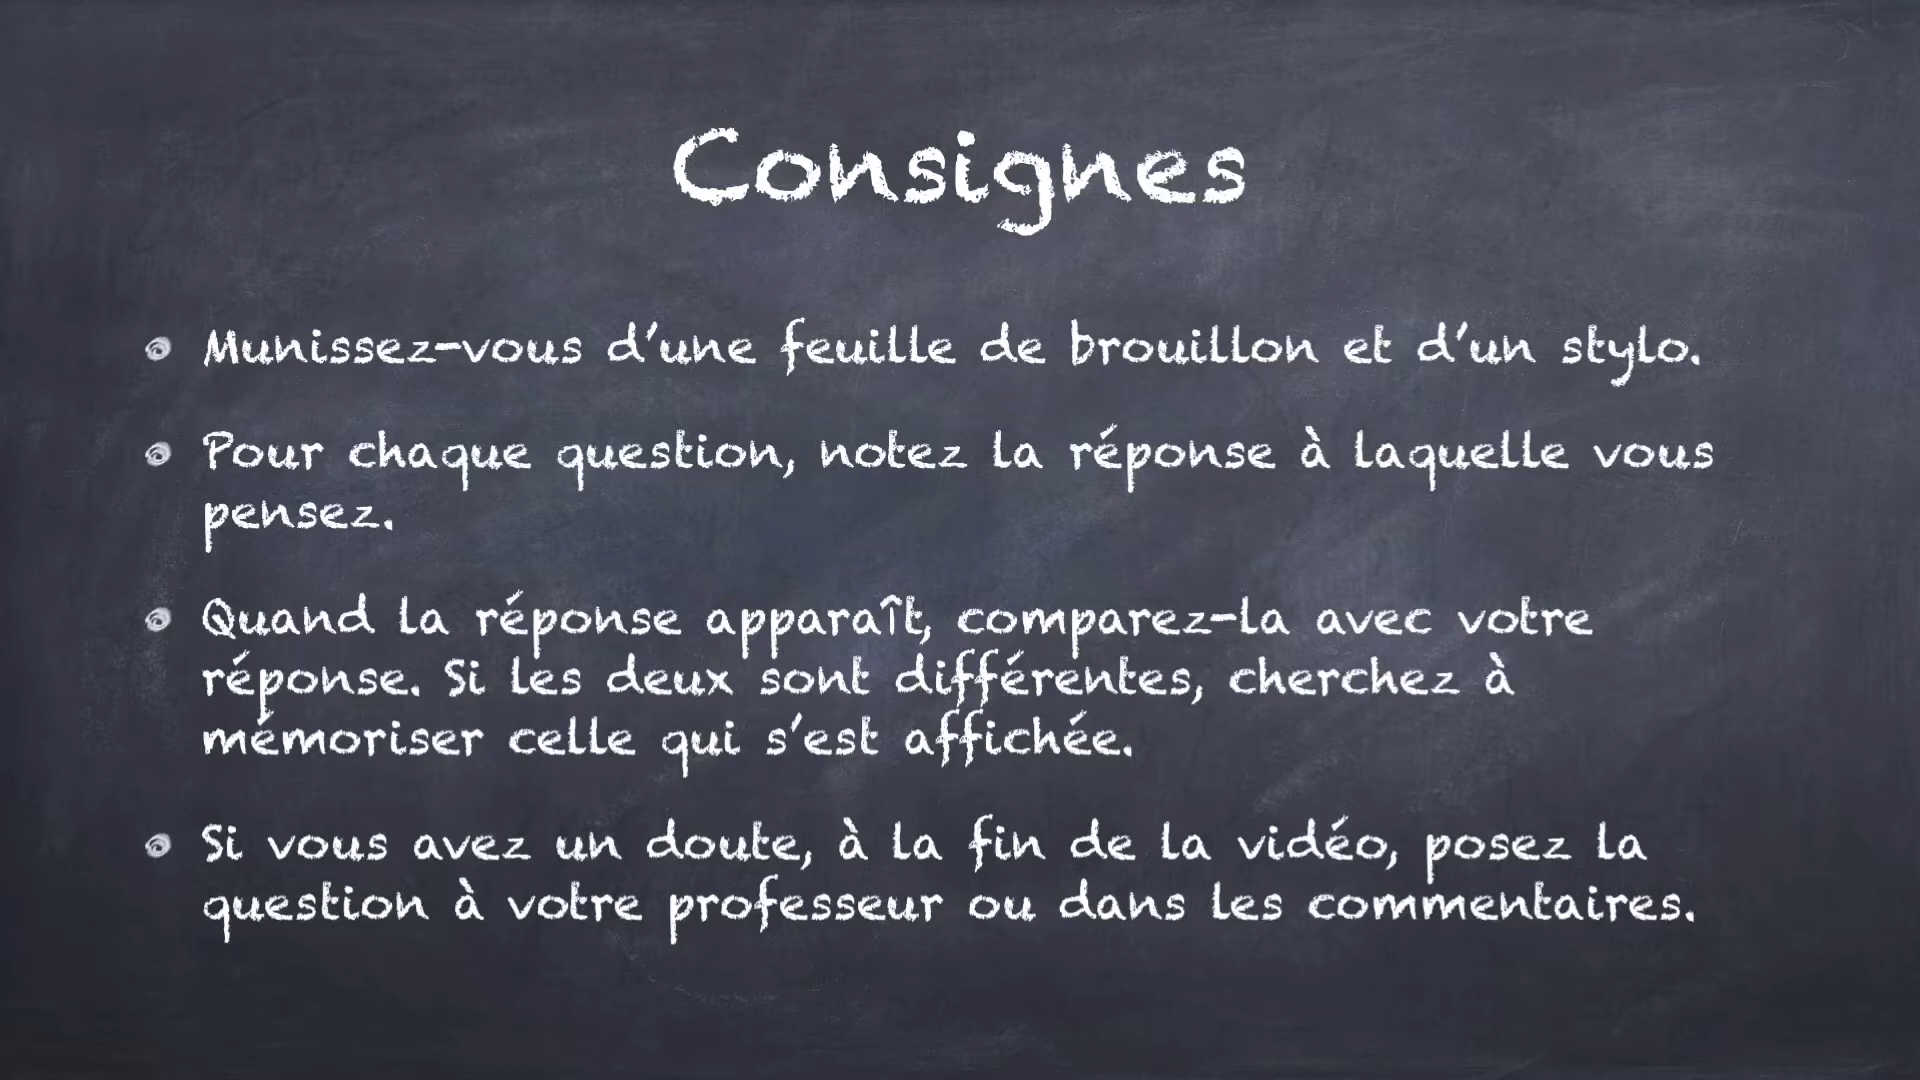 Consignes
Munissez-vous d'une feuille de brouillon et d'un stylo.
Pour chaque question, notez la réponse à laquelle vous
pensez.
Quand la réponse apparaît, comparez-la avec votre
réponse. Si les deux sont différentes, cherchez à
mémoriser celle qui s'est affichée.
Si vous avez un doute, à la fin de la vidéo, posez la
question à votre professeur ou dans les commentaires.